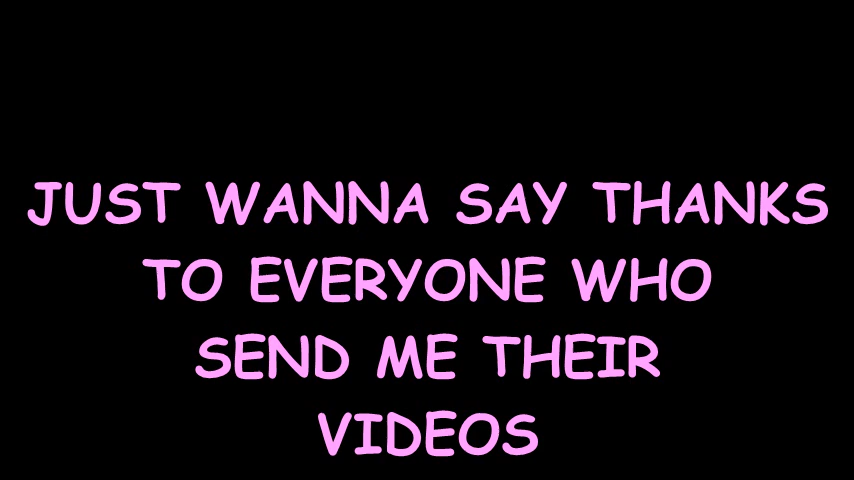 JUST WANNA SAY THANKS
TO EVERYONE WHO
SEND ME THEIR
VIDEOS